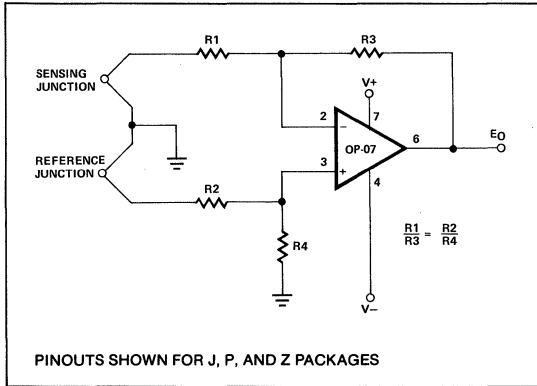 R1
R3
SENSING
JUNCTION
V+
7
2
−
6
EO
OP-07
REFERENCE
JUNCTION
3
+
4
R2
R1/R3 = R2/R4
R4
V−
PINOUTS SHOWN FOR J, P, AND Z PACKAGES